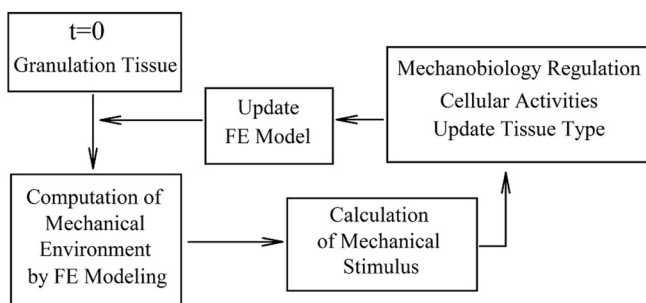 t=0
Granulation Tissue
Mechanobiology Regulation
Cellular Activities
Update Tissue Type
Update
FE Model
Computation of
Mechanical
Environment
by FE Modeling
Calculation
of Mechanical
Stimulus